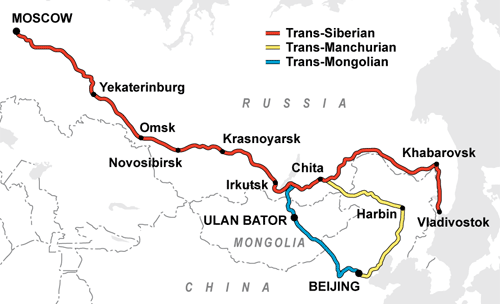 MOSCOW
Trans-Siberian
Trans-Manchurian
Trans-Mongolian
Yekaterinburg
RUSSIA
Omsk
Krasnoyarsk
Novosibirsk
Khabarovsk
Chita
Irkutsk
Harbin
Vladivostok
ULAN BATOR
MONGOLIA
BEIJING
CHINA